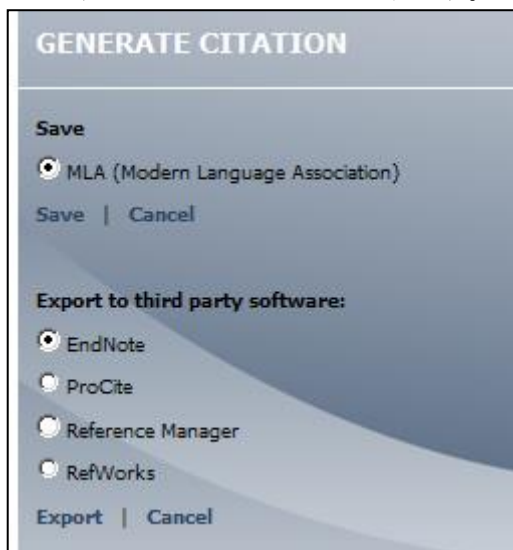 GENERATE CITATION
Save
MLA (Modern Language Association)
Save | Cancel
Export to third party software:
EndNote
ProCite
Reference Manager
RefWorks
Export | Cancel